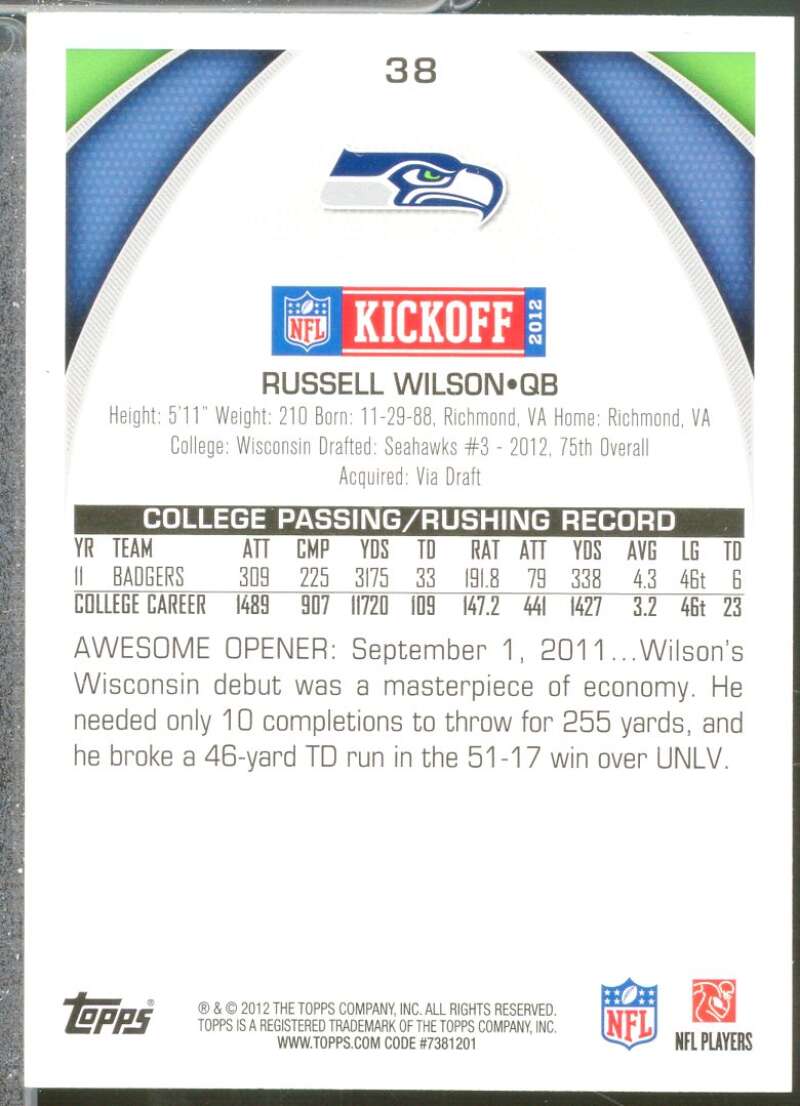 38
NFL KICKOFF 2012
RUSSELL WILSON•QB
Height: 5'11" Weight: 210 Born: 11-29-88, Richmond, VA Home: Richmond, VA
College: Wisconsin Drafted: Seahawks #3 - 2012, 75th Overall
Acquired: Via Draft
COLLEGE PASSING/RUSHING RECORD
YR TEAM ATT CMP YDS TD RAT ATT YDS AVG LG TD
11 BADGERS 309 225 3175 33 191.8 79 338 4.3 46t 6
COLLEGE CAREER 1489 907 11720 109 147.2 441 1427 3.2 46t 23
AWESOME OPENER: September 1, 2011...Wilson's
Wisconsin debut was a masterpiece of economy. He
needed only 10 completions to throw for 255 yards, and
he broke a 46-yard TD run in the 51-17 win over UNLV.
Topps®
® & © 2012 THE TOPPS COMPANY, INC. ALL RIGHTS RESERVED.
TOPPS IS A REGISTERED TRADEMARK OF THE TOPPS COMPANY, INC.
WWW.TOPPS.COM CODE #7381201
NFL
NFL PLAYERS